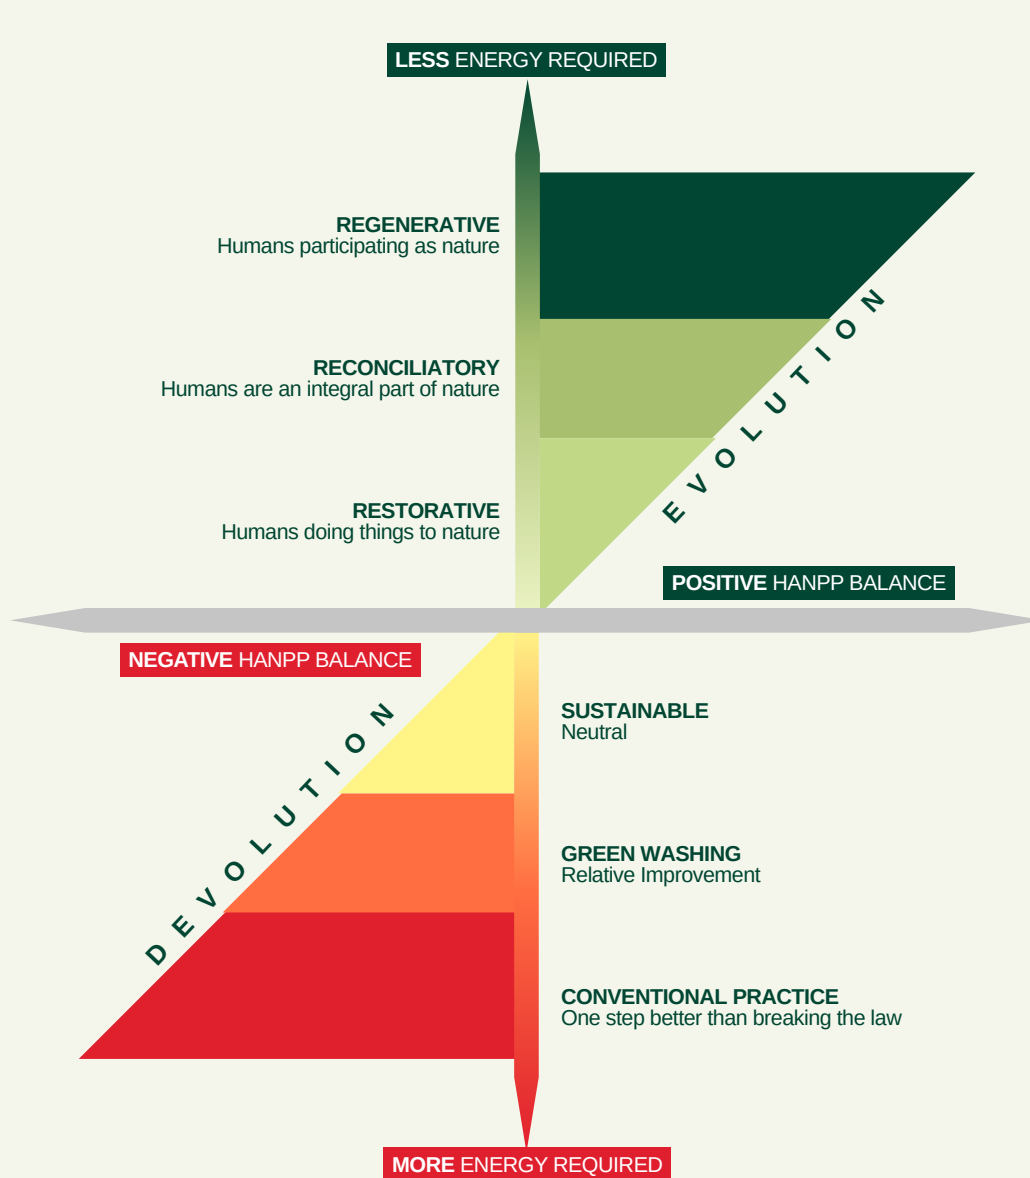 LESS ENERGY REQUIRED
REGENERATIVE
Humans participating as nature
RECONCILIATORY
Humans are an integral part of nature
RESTORATIVE
Humans doing things to nature
EVOLUTION
POSITIVE HANPP BALANCE
NEGATIVE HANPP BALANCE
DEVOLUTION
SUSTAINABLE
Neutral
GREEN WASHING
Relative Improvement
CONVENTIONAL PRACTICE
One step better than breaking the law
MORE ENERGY REQUIRED